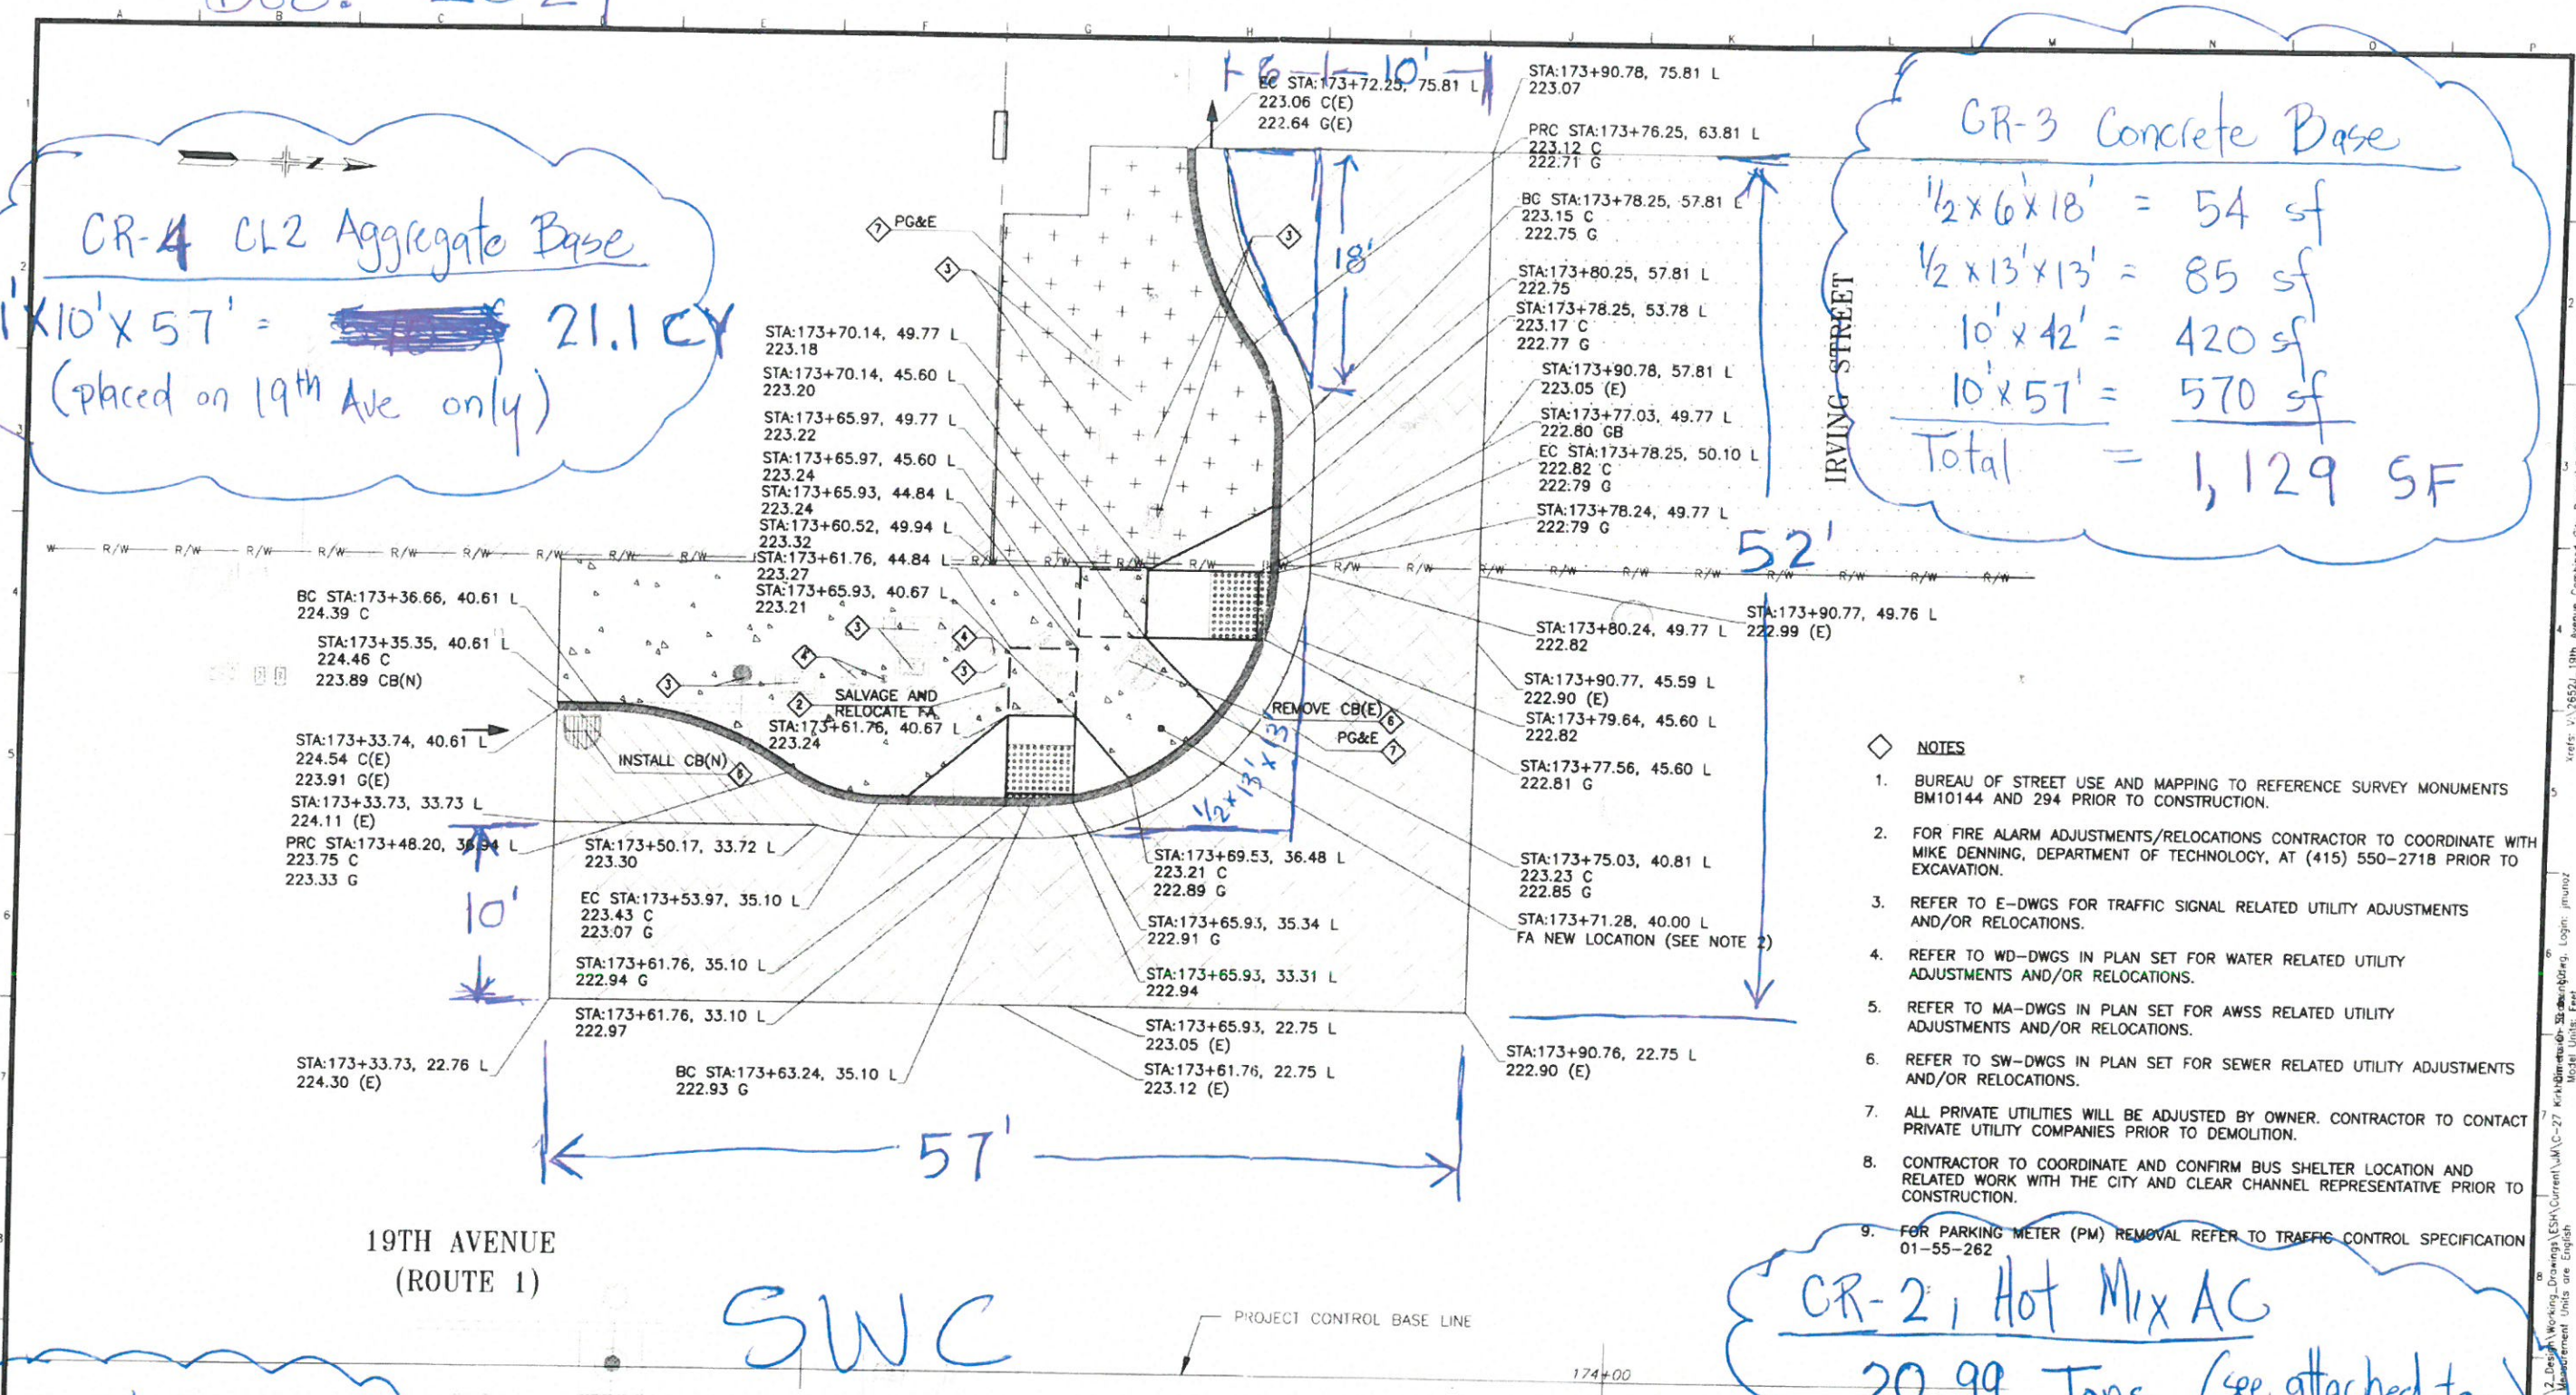 A B C D E F G H J K L M N O P
CR-4 CL2 Aggregate Base
1' X 10' X 57' = 21.1 CY
(placed on 19th Ave only)
N
6 10'
EC STA:173+72.25, 75.81 L
223.06 C(E)
222.64 G(E)
STA:173+90.78, 75.81 L
223.07
PRC STA:173+76.25, 63.81 L
223.12 C
222.71 G
BC STA:173+78.25, 57.81 L
223.15 C
222.75 G
STA:173+80.25, 57.81 L
222.75
STA:173+78.25, 53.78 L
223.17 C
222.77 G
STA:173+90.78, 57.81 L
223.05 (E)
STA:173+77.03, 49.77 L
222.80 GB
EC STA:173+78.25, 50.10 L
222.82 C
222.79 G
STA:173+78.24, 49.77 L
222.79 G
CR-3 Concrete Base
1/2 x 6' x 18' = 54 sf
1/2 x 13' x 13' = 85 sf
10' x 42' = 420 sf
10' x 57' = 570 sf
Total = 1,129 SF
IRVING STREET
18'
52'
7 PG&E
3
3
STA:173+70.14, 49.77 L
223.18
STA:173+70.14, 45.60 L
223.20
STA:173+65.97, 49.77 L
223.22
STA:173+65.97, 45.60 L
223.24
STA:173+65.93, 44.84 L
223.24
STA:173+60.52, 49.94 L
223.32
STA:173+61.76, 44.84 L
223.27
STA:173+65.93, 40.67 L
223.21
W R/W R/W R/W R/W R/W R/W R/W R/W R/W R/W R/W R/W R/W R/W R/W R/W R/W R/W R/W R/W R/W R/W R/W
BC STA:173+36.66, 40.61 L
224.39 C
STA:173+35.35, 40.61 L
224.46 C
223.89 CB(N)
STA:173+33.74, 40.61 L
224.54 C(E)
223.91 G(E)
STA:173+33.73, 33.73 L
224.11 (E)
PRC STA:173+48.20, 36.94 L
223.75 C
223.33 G
3
4
4
3
3
2 SALVAGE AND
RELOCATE FA
STA:173+61.76, 40.67 L
223.24
INSTALL CB(N) 6
REMOVE CB(E) 6
PG&E 7
1/2 x 13' x 13'
STA:173+90.77, 49.76 L
222.99 (E)
STA:173+80.24, 49.77 L
222.82
STA:173+90.77, 45.59 L
222.90 (E)
STA:173+79.64, 45.60 L
222.82
STA:173+77.56, 45.60 L
222.81 G
STA:173+75.03, 40.81 L
223.23 C
222.85 G
STA:173+71.28, 40.00 L
FA NEW LOCATION (SEE NOTE 2)
10'
STA:173+50.17, 33.72 L
223.30
EC STA:173+53.97, 35.10 L
223.43 C
223.07 G
STA:173+61.76, 35.10 L
222.94 G
STA:173+61.76, 33.10 L
222.97
STA:173+69.53, 36.48 L
223.21 C
222.89 G
STA:173+65.93, 35.34 L
222.91 G
STA:173+65.93, 33.31 L
222.94
STA:173+65.93, 22.75 L
223.05 (E)
STA:173+61.76, 22.75 L
223.12 (E)
STA:173+33.73, 22.76 L
224.30 (E)
BC STA:173+63.24, 35.10 L
222.93 G
STA:173+90.76, 22.75 L
222.90 (E)
57'
19TH AVENUE
(ROUTE 1)
SWC
PROJECT CONTROL BASE LINE
174+00
NOTES
1. BUREAU OF STREET USE AND MAPPING TO REFERENCE SURVEY MONUMENTS
BM10144 AND 294 PRIOR TO CONSTRUCTION.
2. FOR FIRE ALARM ADJUSTMENTS/RELOCATIONS CONTRACTOR TO COORDINATE WITH
MIKE DENNING, DEPARTMENT OF TECHNOLOGY, AT (415) 550-2718 PRIOR TO
EXCAVATION.
3. REFER TO E-DWGS FOR TRAFFIC SIGNAL RELATED UTILITY ADJUSTMENTS
AND/OR RELOCATIONS.
4. REFER TO WD-DWGS IN PLAN SET FOR WATER RELATED UTILITY
ADJUSTMENTS AND/OR RELOCATIONS.
5. REFER TO MA-DWGS IN PLAN SET FOR AWSS RELATED UTILITY
ADJUSTMENTS AND/OR RELOCATIONS.
6. REFER TO SW-DWGS IN PLAN SET FOR SEWER RELATED UTILITY ADJUSTMENTS
AND/OR RELOCATIONS.
7. ALL PRIVATE UTILITIES WILL BE ADJUSTED BY OWNER. CONTRACTOR TO CONTACT
PRIVATE UTILITY COMPANIES PRIOR TO DEMOLITION.
8. CONTRACTOR TO COORDINATE AND CONFIRM BUS SHELTER LOCATION AND
RELATED WORK WITH THE CITY AND CLEAR CHANNEL REPRESENTATIVE PRIOR TO
CONSTRUCTION.
9. FOR PARKING METER (PM) REMOVAL REFER TO TRAFFIC CONTROL SPECIFICATION
01-55-262
CR-2, Hot Mix AC
20.99 Tons (see attached